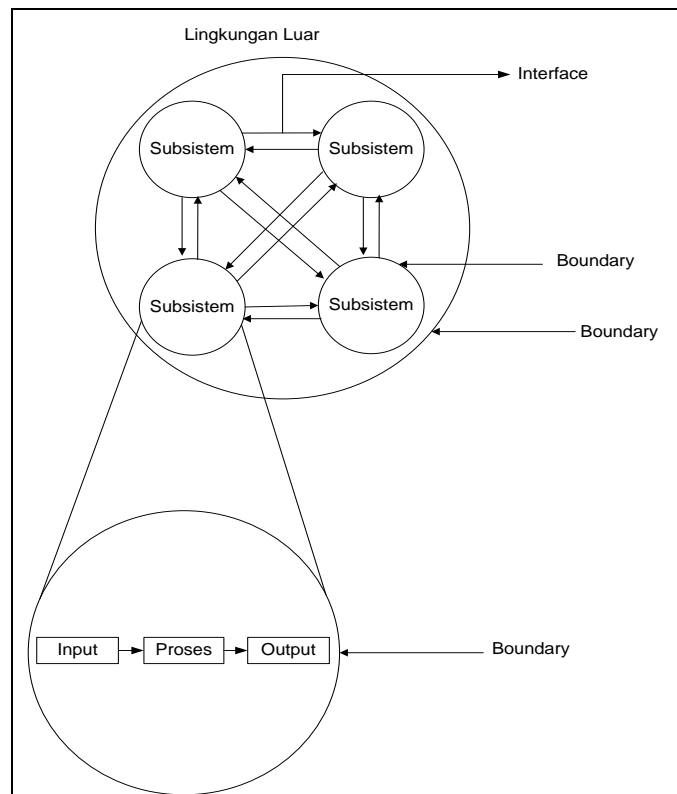 Lingkungan Luar
Interface
Subsistem
Subsistem
Boundary
Subsistem
Subsistem
Boundary
Input
Proses
Output
Boundary